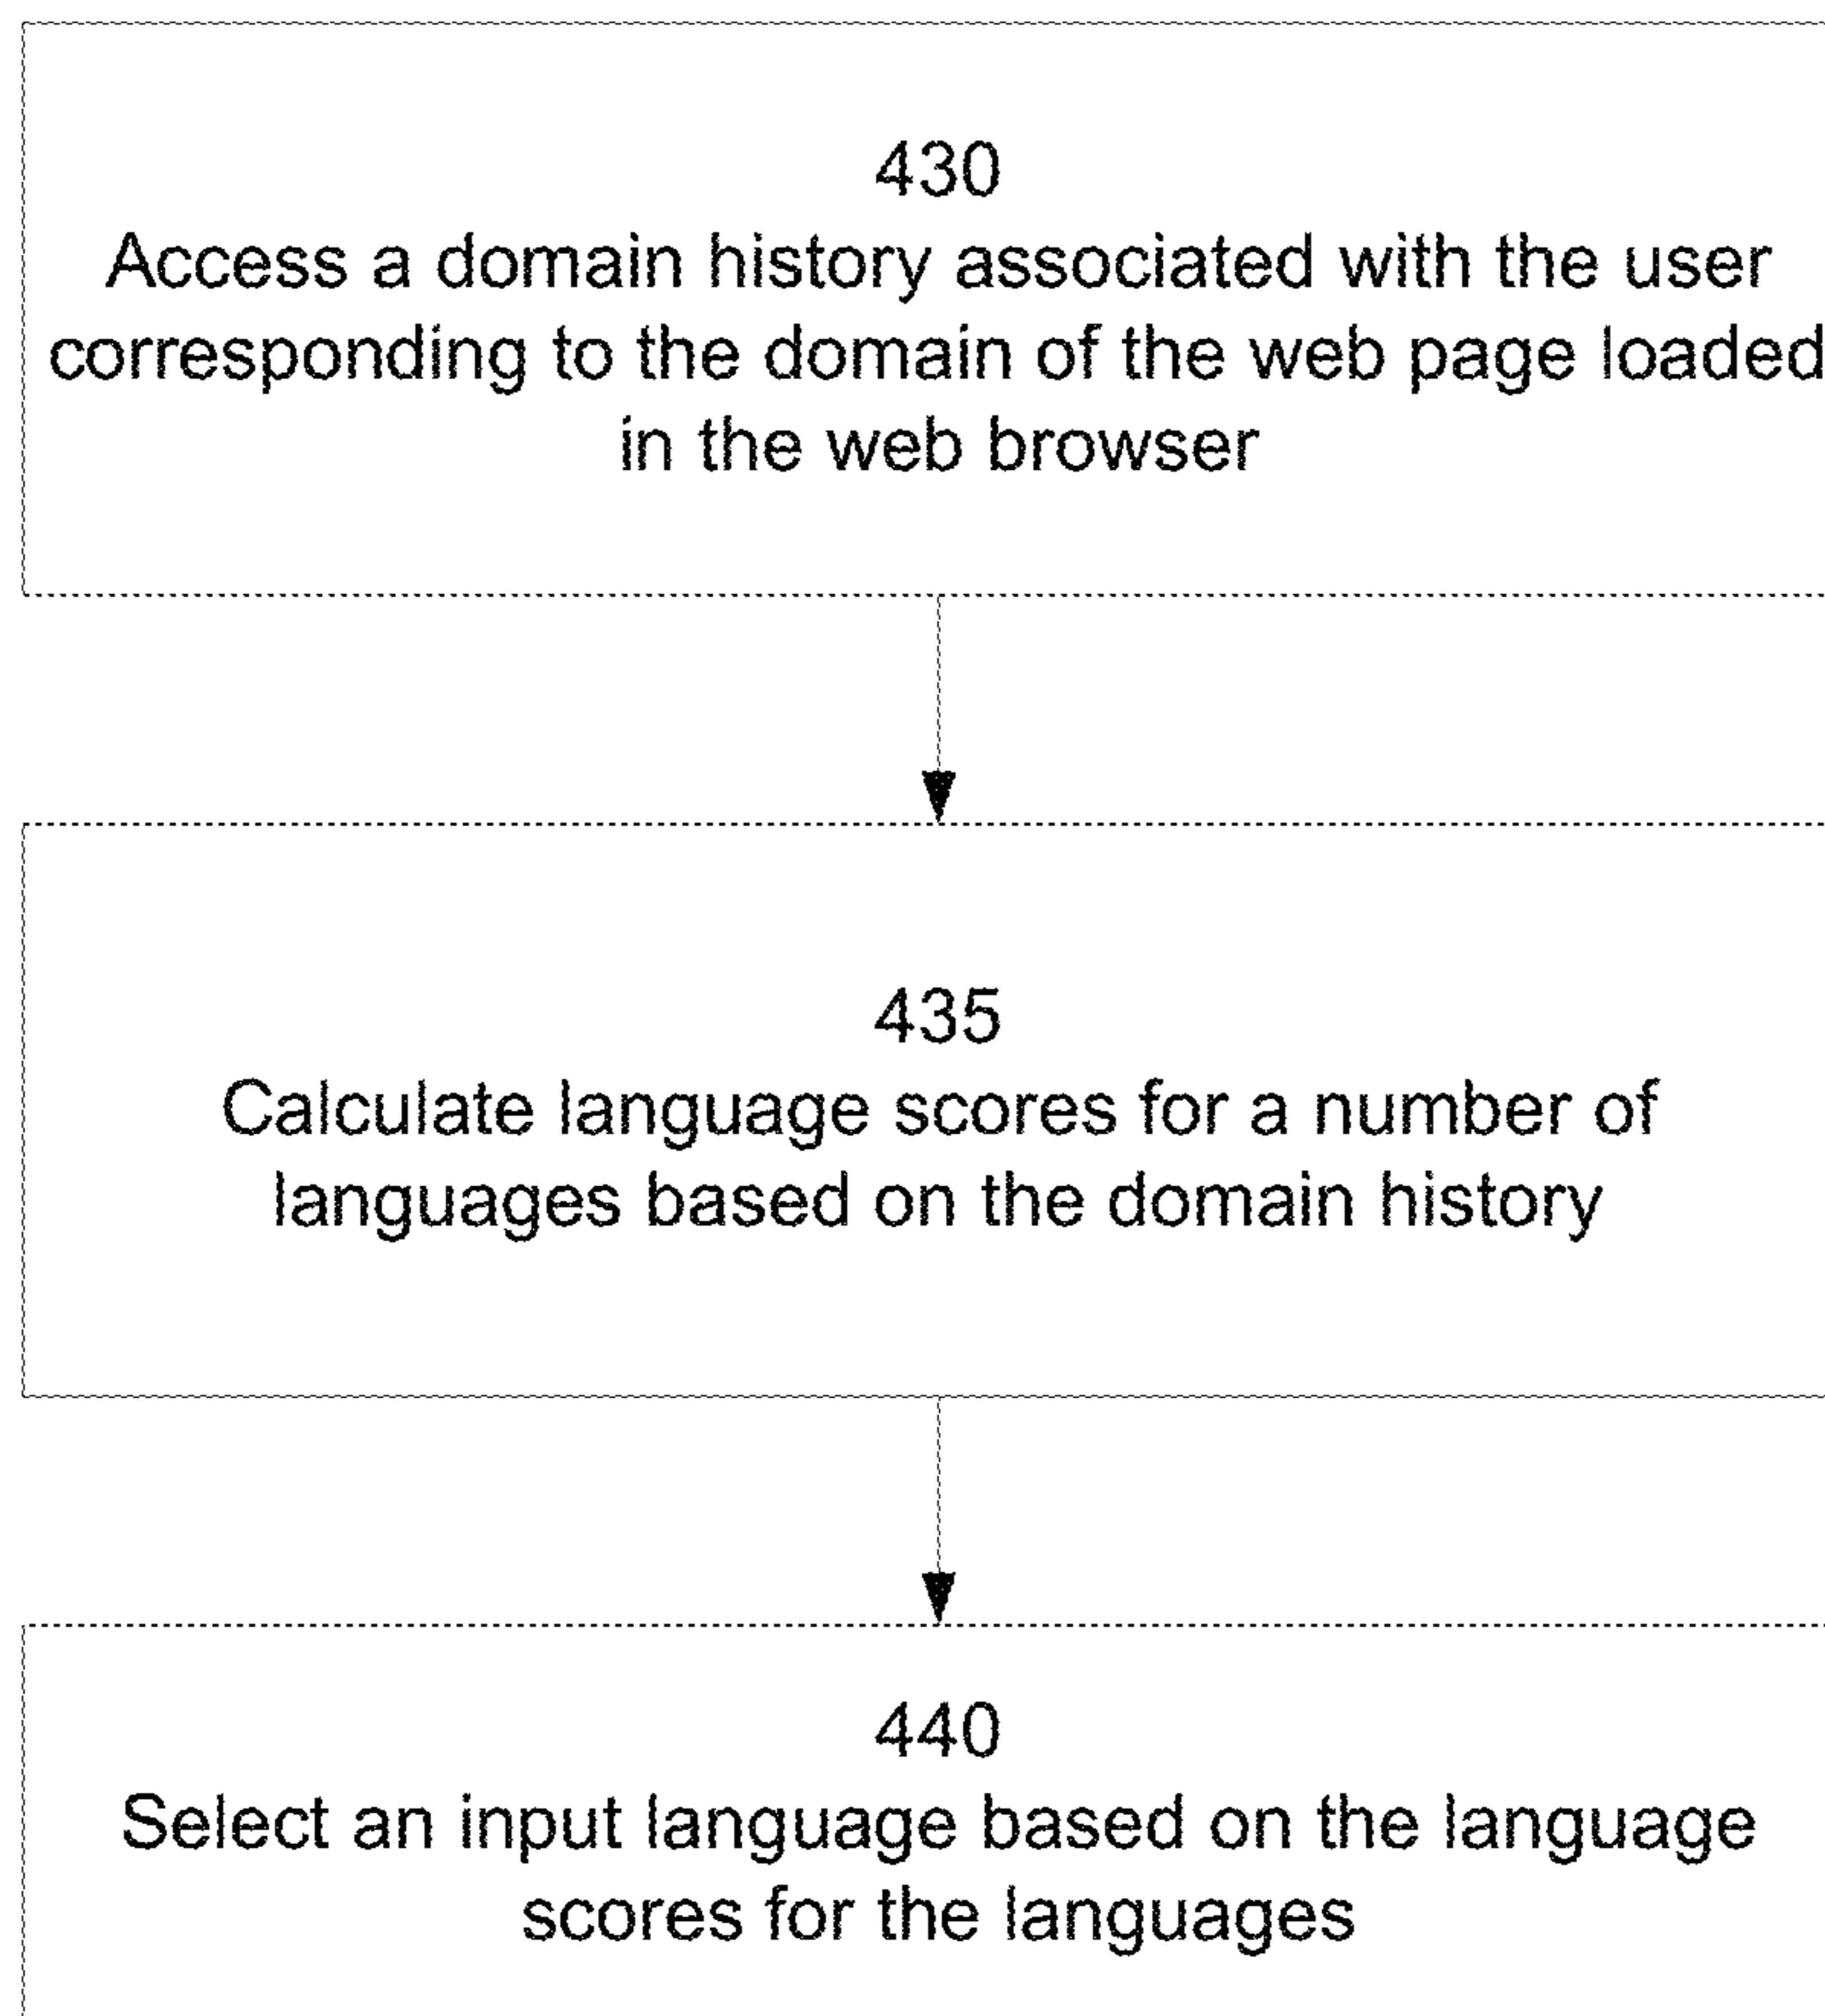 430
Access a domain history associated with the user
corresponding to the domain of the web page loaded
in the web browser
435
Calculate language scores for a number of
languages based on the domain history
440
Select an input language based on the language
scores for the languages